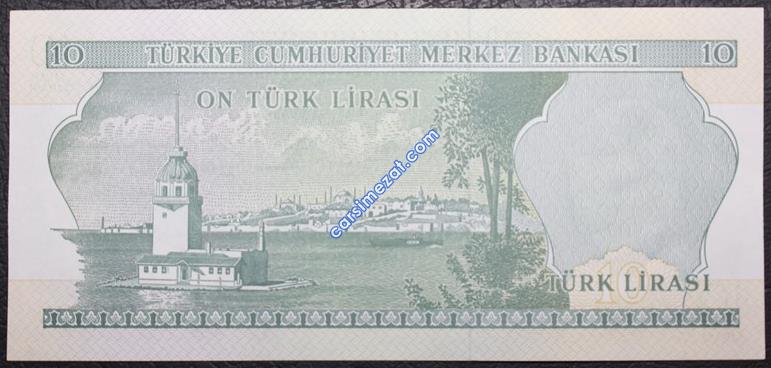 10 TÜRKİYE CUMHURİYET MERKEZ BANKASI 10
ON TÜRK LİRASI
carsimezat.com
10
TÜRK LİRASI